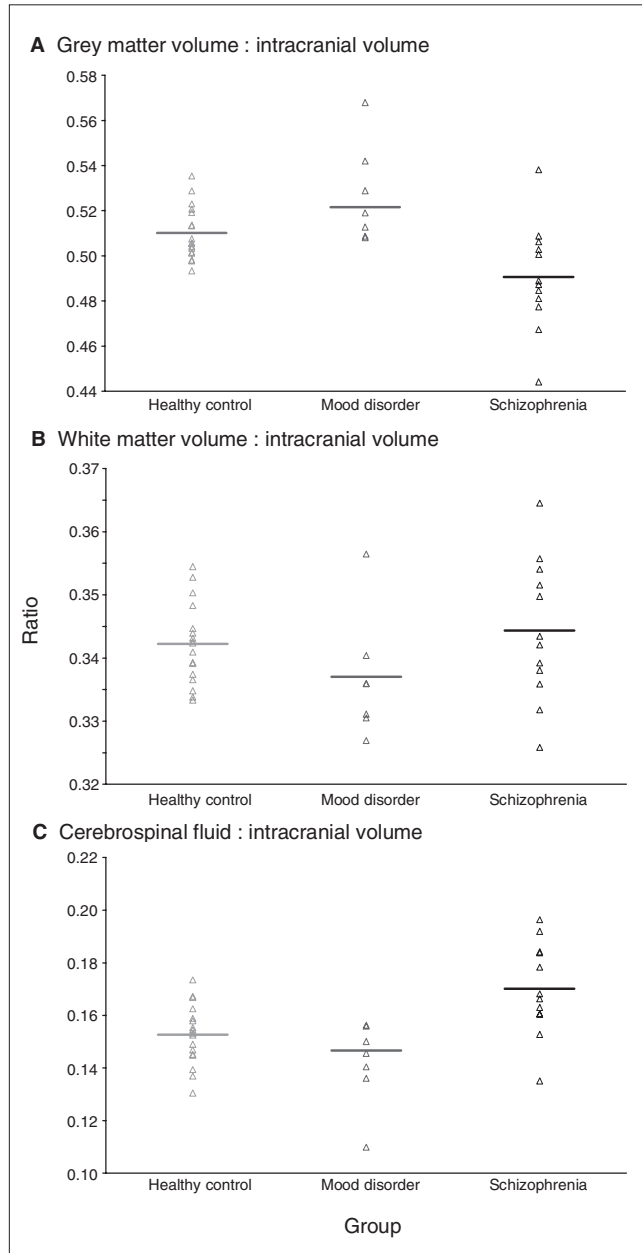 A Grey matter volume : intracranial volume
0.58
0.56
0.54
0.52
0.50
0.48
0.46
0.44
Healthy control Mood disorder Schizophrenia
B White matter volume : intracranial volume
0.37
0.36
0.35
0.34
0.33
0.32
Ratio
Healthy control Mood disorder Schizophrenia
C Cerebrospinal fluid : intracranial volume
0.22
0.20
0.18
0.16
0.14
0.12
0.10
Healthy control Mood disorder Schizophrenia
Group